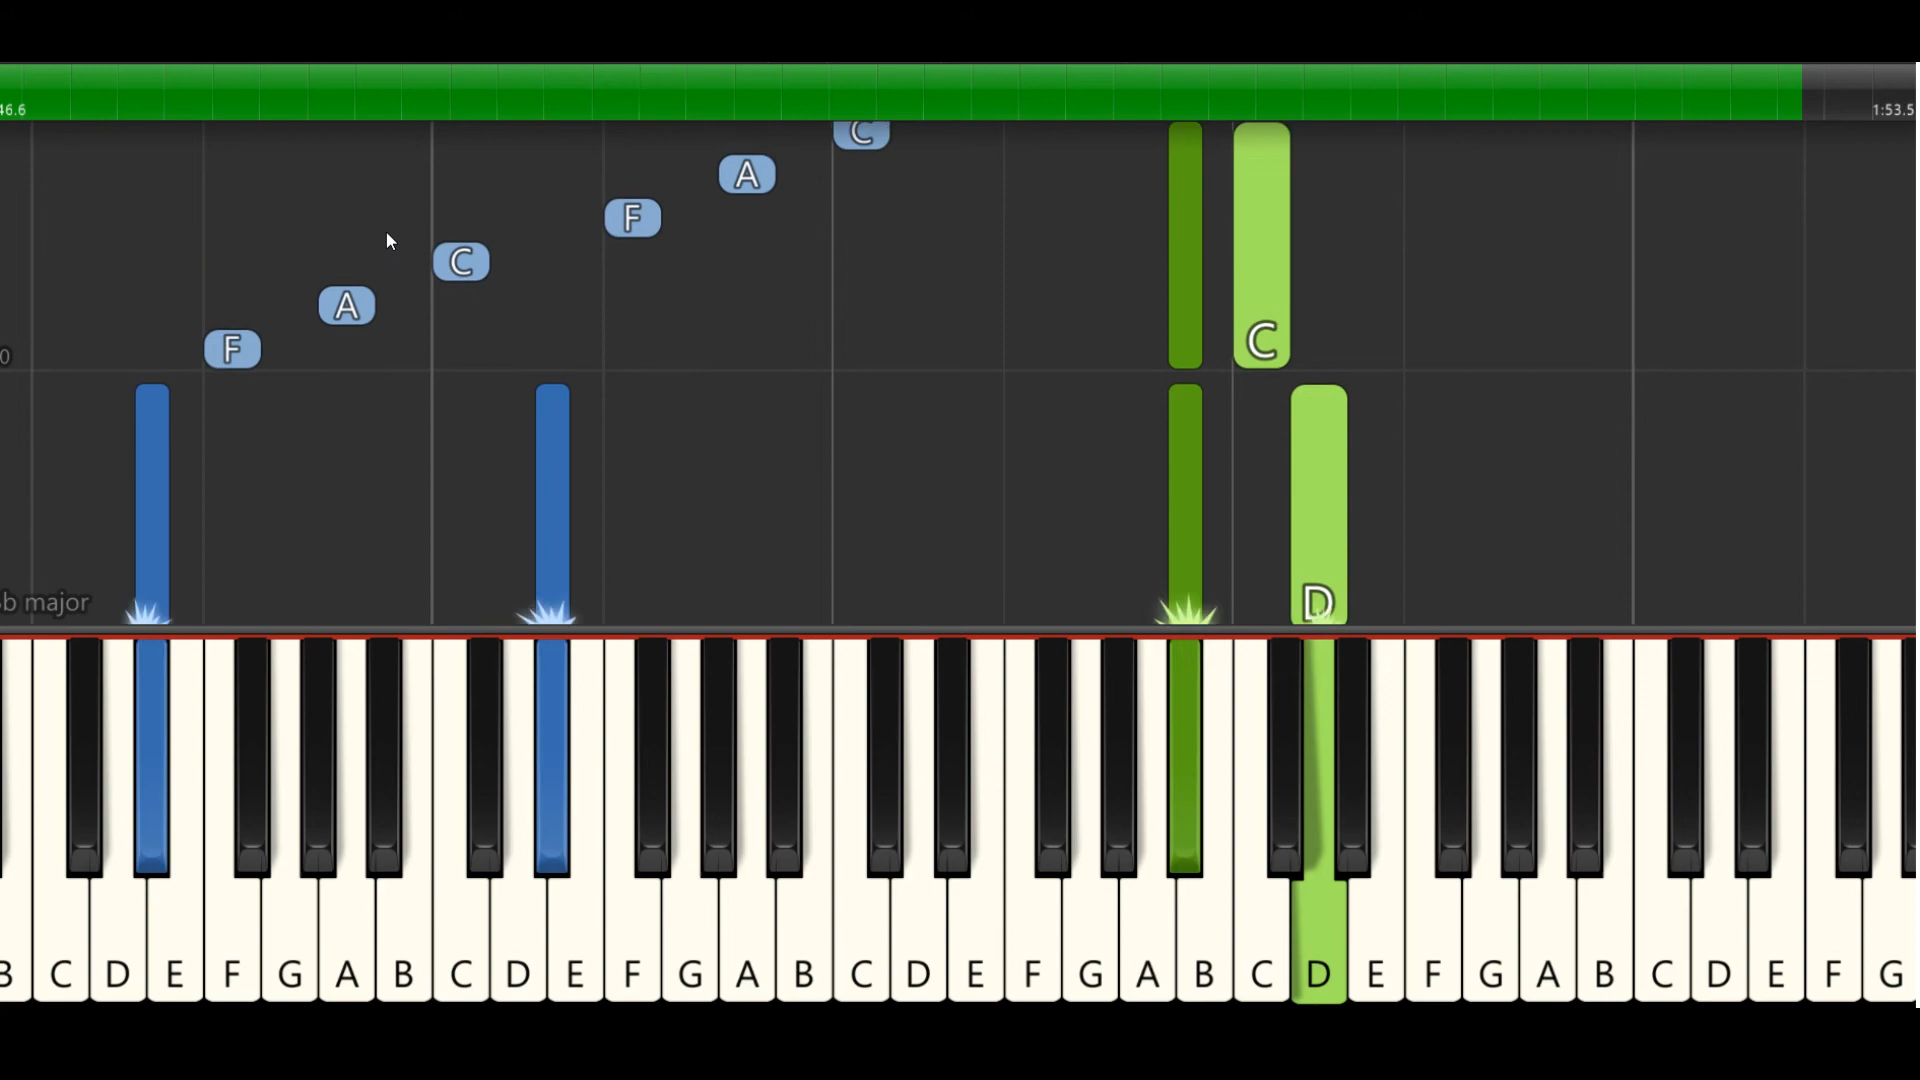 46.6
1:53.5
C
A
F
C
A
F
C
0
D
b major
B C D E F G A B C D E F G A B C D E F G A B C D E F G A B C D E F G